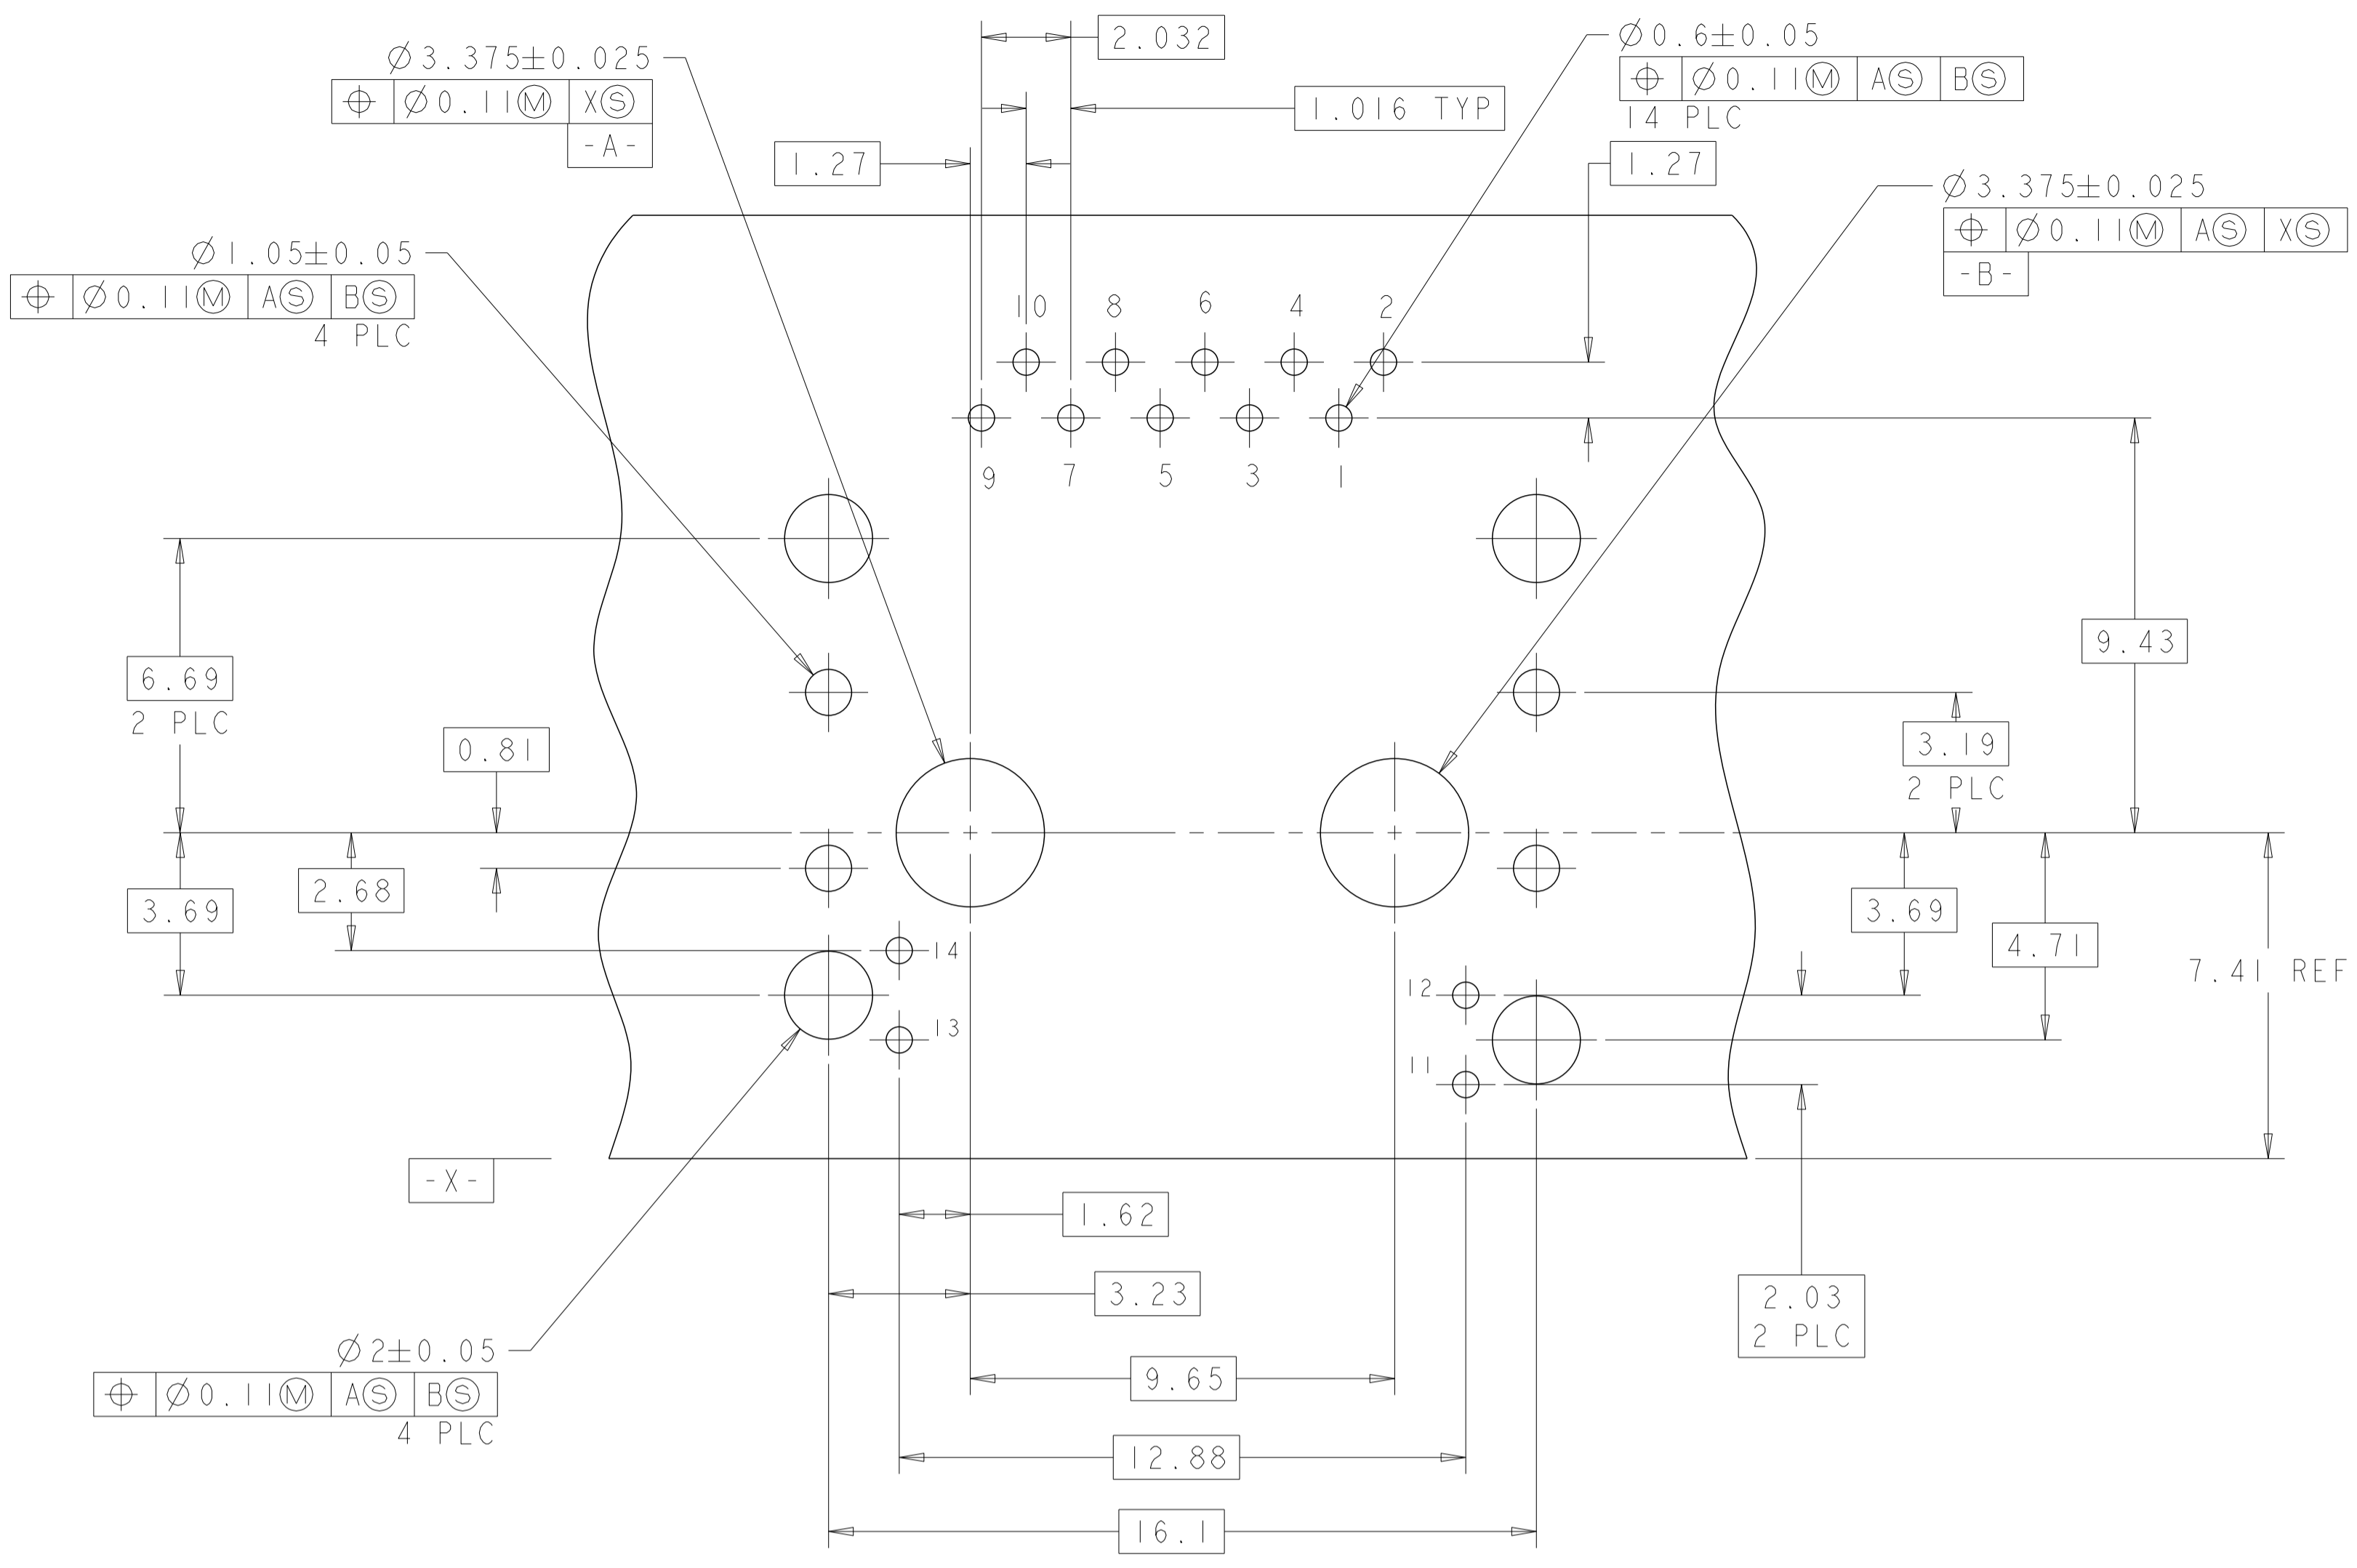 2.032
Ø3.375±0.025
⌖ Ø0.11Ⓜ XⓈ
-A-
1.016 TYP
1.27
Ø0.6±0.05
⌖ Ø0.11Ⓜ AⓈ BⓈ
14 PLC
1.27
Ø3.375±0.025
⌖ Ø0.11Ⓜ AⓈ XⓈ
-B-
Ø1.05±0.05
⌖ Ø0.11Ⓜ AⓈ BⓈ
4 PLC
10 8 6 4 2
9 7 5 3 1
6.69
2 PLC
9.43
0.81
3.19
2 PLC
2.68
3.69
3.69
4.71
7.41 REF
14
12
13
11
-X-
1.62
3.23
2.03
2 PLC
Ø2±0.05
⌖ Ø0.11Ⓜ AⓈ BⓈ
4 PLC
9.65
12.88
16.1